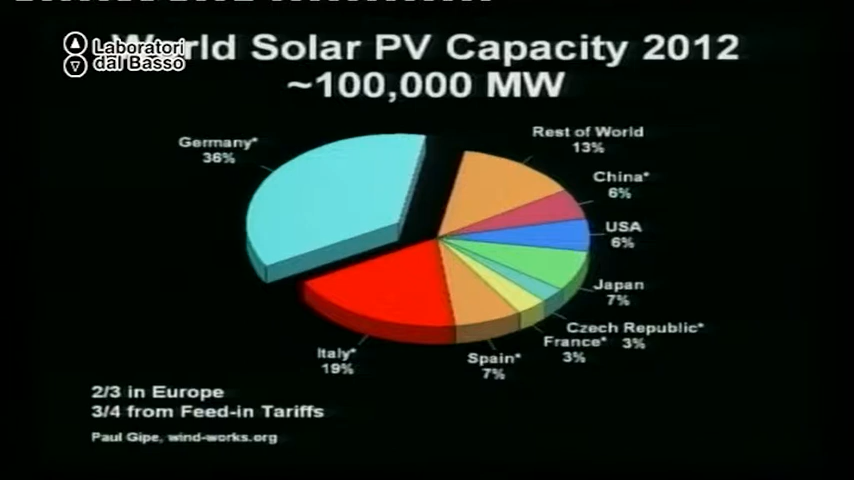 Laboratori
dal Basso
World Solar PV Capacity 2012
~100,000 MW
Germany*
36%
Rest of World
13%
China*
6%
USA
6%
Japan
7%
Czech Republic*
3%
France*
3%
Spain*
7%
Italy*
19%
2/3 in Europe
3/4 from Feed-in Tariffs
Paul Gipe, wind-works.org